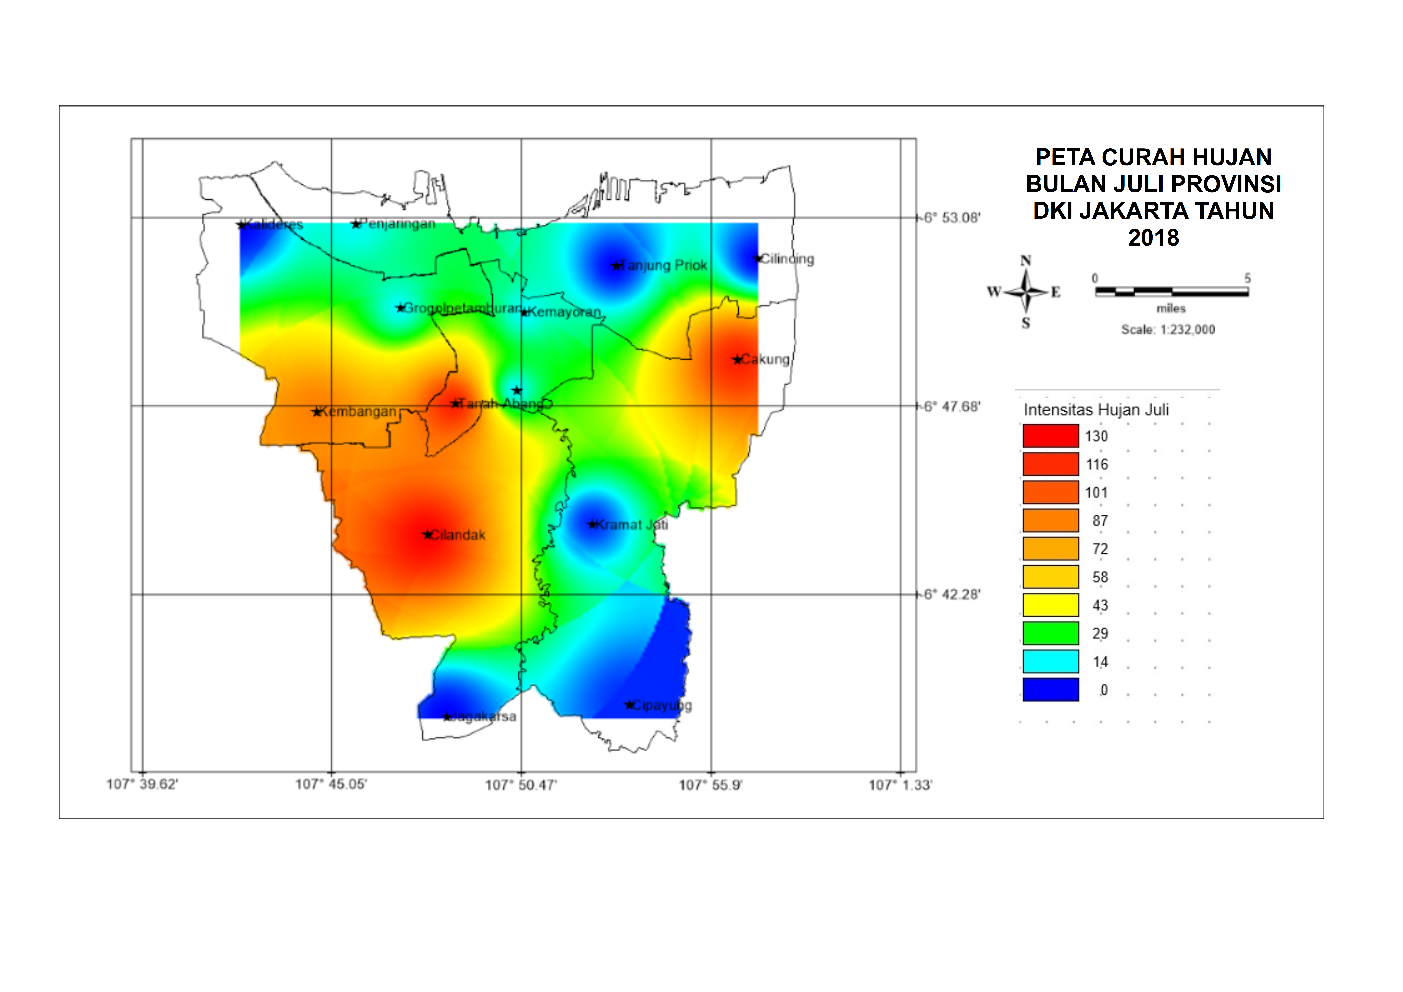 PETA CURAH HUJAN
BULAN JULI PROVINSI
DKI JAKARTA TAHUN
2018
N
W E
S
0 5
miles
Scale: 1:232,000
Intensitas Hujan Juli
130
116
101
87
72
58
43
29
14
0
Kalideres
Penjaringan
Tanjung Priok
Cilincing
Grogolpetamburan
Kemayoran
Cakung
Kembangan
Tanah Abang
Kramat Jati
Cilandak
Jagakarsa
Cipayung
-6° 53.08'
-6° 47.68'
-6° 42.28'
107° 39.62'
107° 45.05'
107° 50.47'
107° 55.9'
107° 1.33'